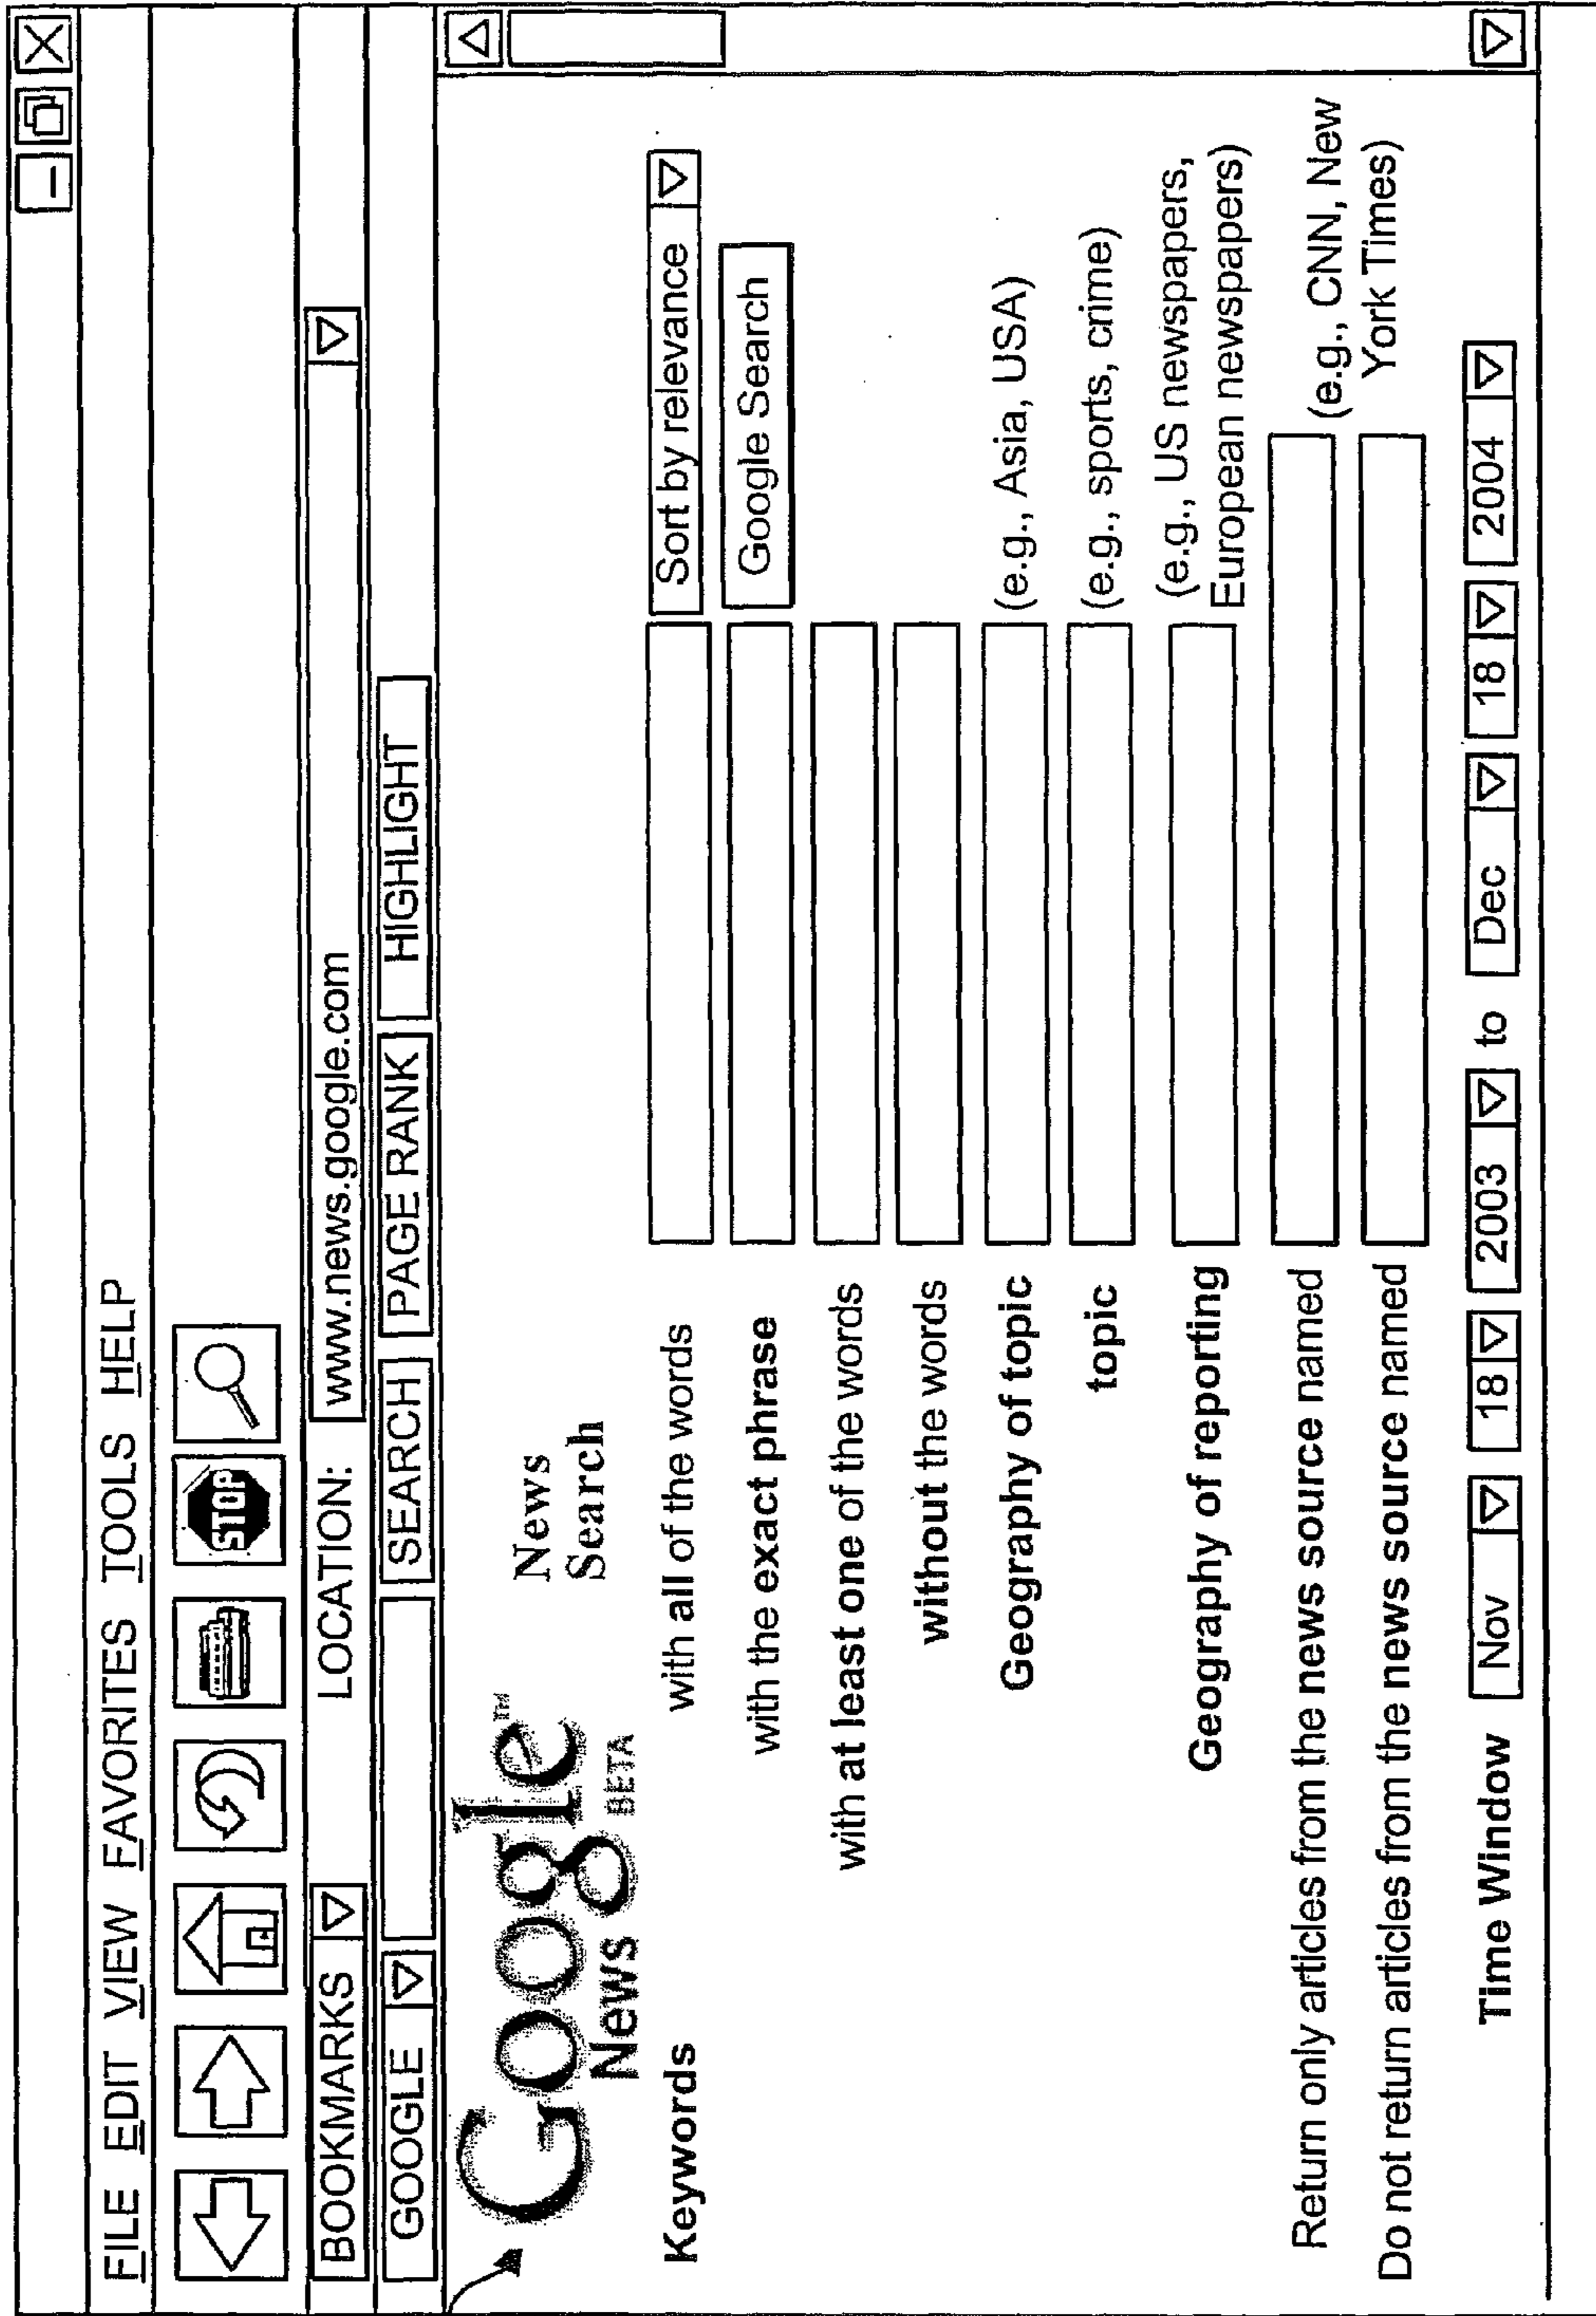 FILE EDIT VIEW FAVORITES TOOLS HELP
STOP
BOOKMARKS LOCATION: www.news.google.com
GOOGLE SEARCH PAGE RANK HIGHLIGHT
Google™ News
News BETA Search
Keywords with all of the words Sort by relevance
with the exact phrase Google Search
with at least one of the words
without the words
Geography of topic (e.g., Asia, USA)
topic (e.g., sports, crime)
Geography of reporting (e.g., US newspapers,
European newspapers)
Return only articles from the news source named (e.g., CNN, New
Do not return articles from the news source named York Times)
Time Window Nov 18 2003 to Dec 18 2004